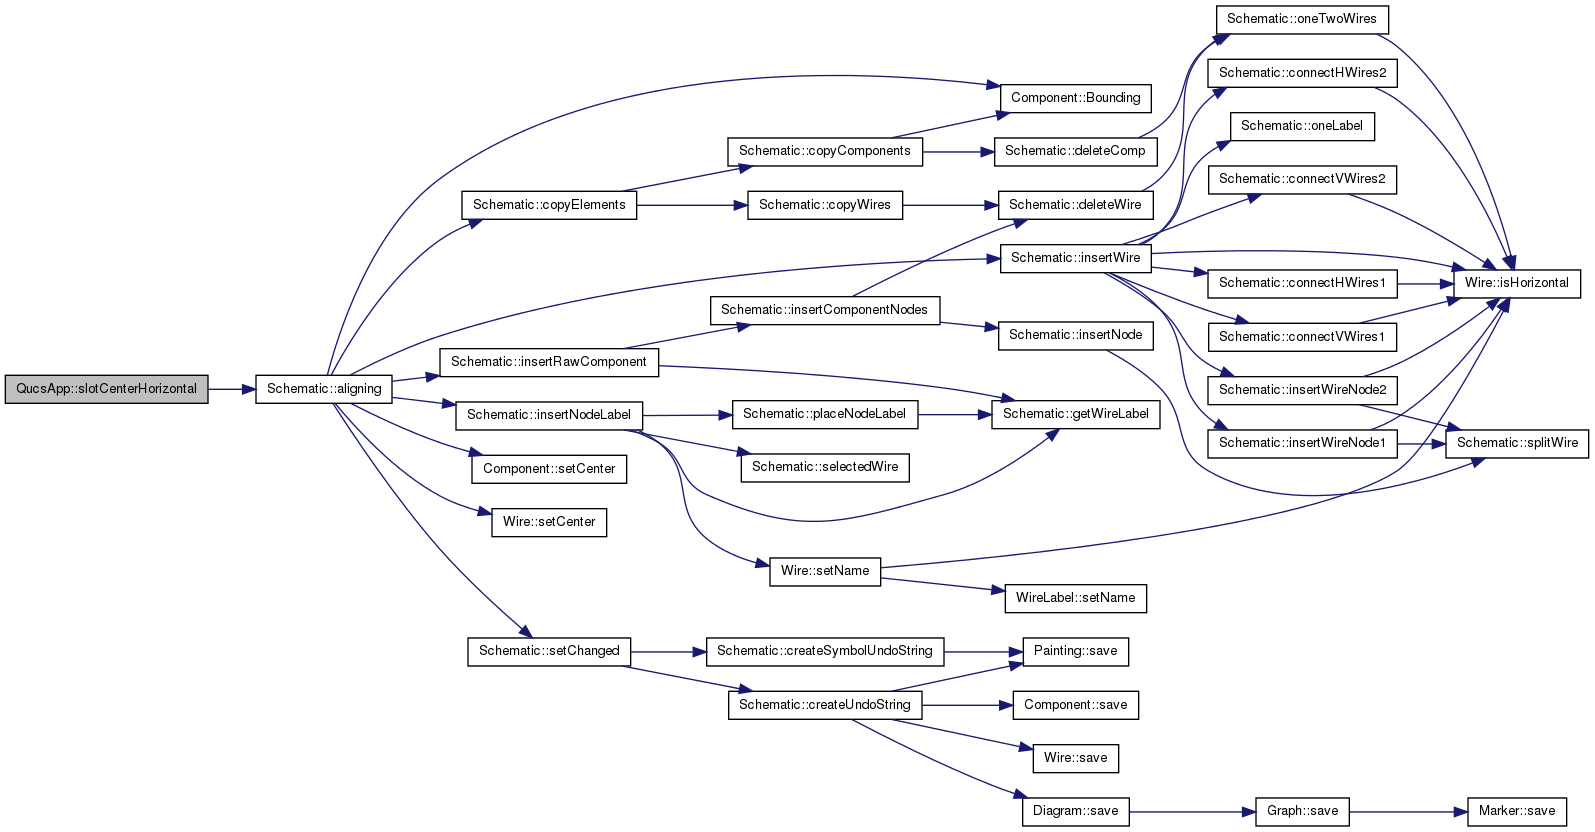 Schematic::oneTwoWires
Schematic::connectHWires2
Component::Bounding
Schematic::oneLabel
Schematic::copyComponents
Schematic::deleteComp
Schematic::connectVWires2
Schematic::copyElements
Schematic::copyWires
Schematic::deleteWire
Schematic::insertWire
Schematic::connectHWires1
Wire::isHorizontal
Schematic::insertComponentNodes
Schematic::insertNode
Schematic::connectVWires1
Schematic::insertRawComponent
QucsApp::slotCenterHorizontal
Schematic::aligning
Schematic::insertWireNode2
Schematic::insertNodeLabel
Schematic::placeNodeLabel
Schematic::getWireLabel
Schematic::insertWireNode1
Schematic::splitWire
Component::setCenter
Schematic::selectedWire
Wire::setCenter
Wire::setName
WireLabel::setName
Schematic::setChanged
Schematic::createSymbolUndoString
Painting::save
Schematic::createUndoString
Component::save
Wire::save
Diagram::save
Graph::save
Marker::save